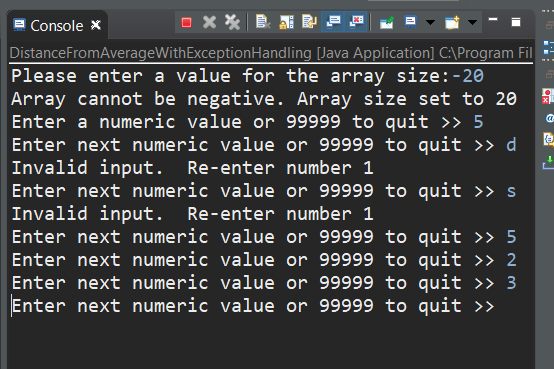 Console
DistanceFromAverageWithExceptionHandling [Java Application] C:\Program Fil
Please enter a value for the array size:-20
Array cannot be negative. Array size set to 20
Enter a numeric value or 99999 to quit >> 5
Enter next numeric value or 99999 to quit >> d
Invalid input.  Re-enter number 1
Enter next numeric value or 99999 to quit >> s
Invalid input.  Re-enter number 1
Enter next numeric value or 99999 to quit >> 5
Enter next numeric value or 99999 to quit >> 2
Enter next numeric value or 99999 to quit >> 3
Enter next numeric value or 99999 to quit >>